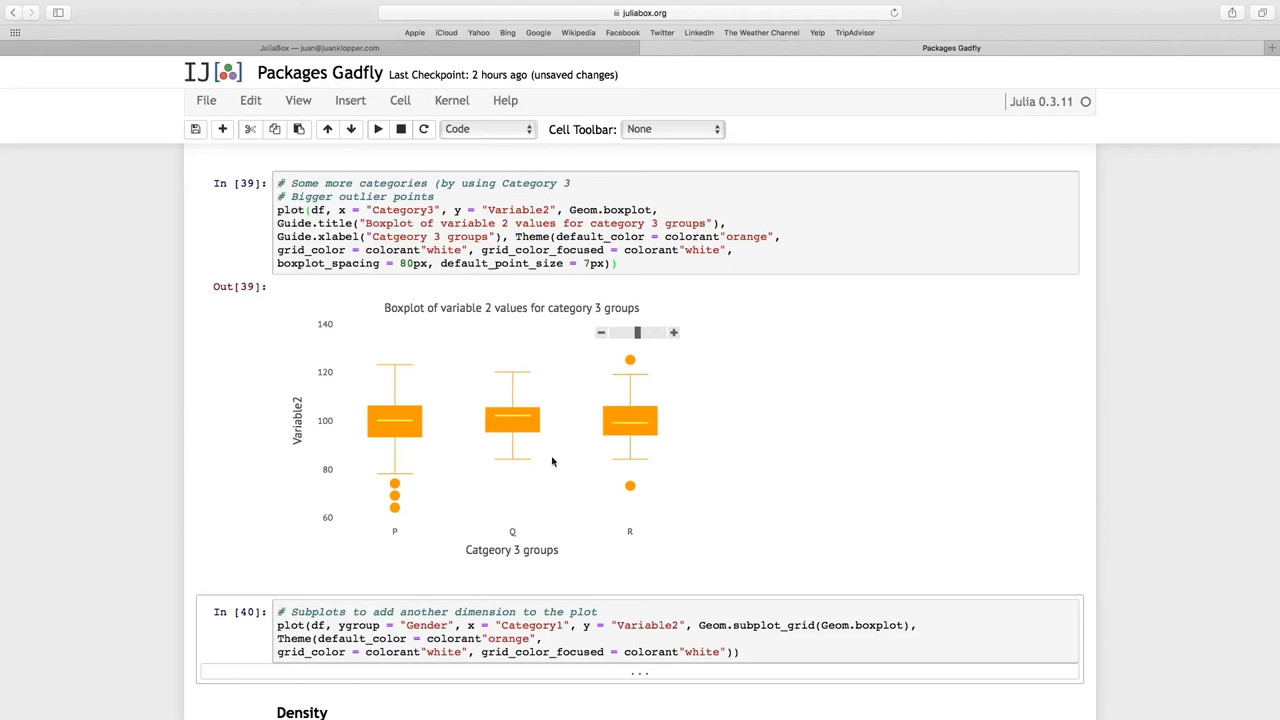 juliabox.org
Apple iCloud Yahoo Bing Google Wikipedia Facebook Twitter LinkedIn The Weather Channel Yelp TripAdvisor
JuliaBox — juan@juanklopper.com
Packages Gadfly
IJ[ ] Packages Gadfly Last Checkpoint: 2 hours ago (unsaved changes)
File Edit View Insert Cell Kernel Help
Julia 0.3.11
Code
Cell Toolbar: None
In [39]:
# Some more categories (by using Category 3
# Bigger outlier points
plot(df, x = "Category3", y = "Variable2", Geom.boxplot,
Guide.title("Boxplot of variable 2 values for category 3 groups"),
Guide.xlabel("Catgeory 3 groups"), Theme(default_color = colorant"orange",
grid_color = colorant"white", grid_color_focused = colorant"white",
boxplot_spacing = 80px, default_point_size = 7px))
Out[39]:
Boxplot of variable 2 values for category 3 groups
140
120
100
80
60
Variable2
P Q R
Catgeory 3 groups
In [40]:
# Subplots to add another dimension to the plot
plot(df, ygroup = "Gender", x = "Category1", y = "Variable2", Geom.subplot_grid(Geom.boxplot),
Theme(default_color = colorant"orange",
grid_color = colorant"white", grid_color_focused = colorant"white"))
...
Density